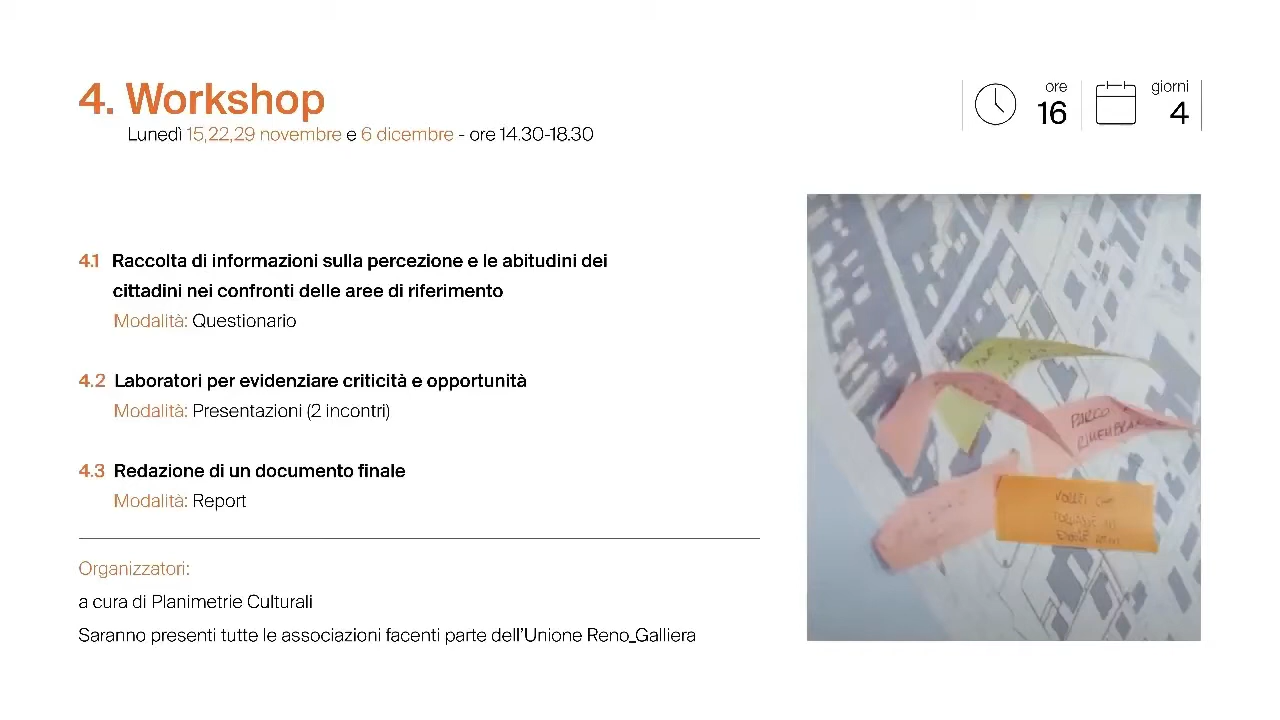 4. Workshop
Lunedì 15,22,29 novembre e 6 dicembre - ore 14.30-18.30
ore
16
giorni
4
4.1 Raccolta di informazioni sulla percezione e le abitudini dei
cittadini nei confronti delle aree di riferimento
Modalità: Questionario
4.2 Laboratori per evidenziare criticità e opportunità
Modalità: Presentazioni (2 incontri)
4.3 Redazione di un documento finale
Modalità: Report
Organizzatori:
a cura di Planimetrie Culturali
Saranno presenti tutte le associazioni facenti parte dell'Unione Reno_Galliera
PARCO